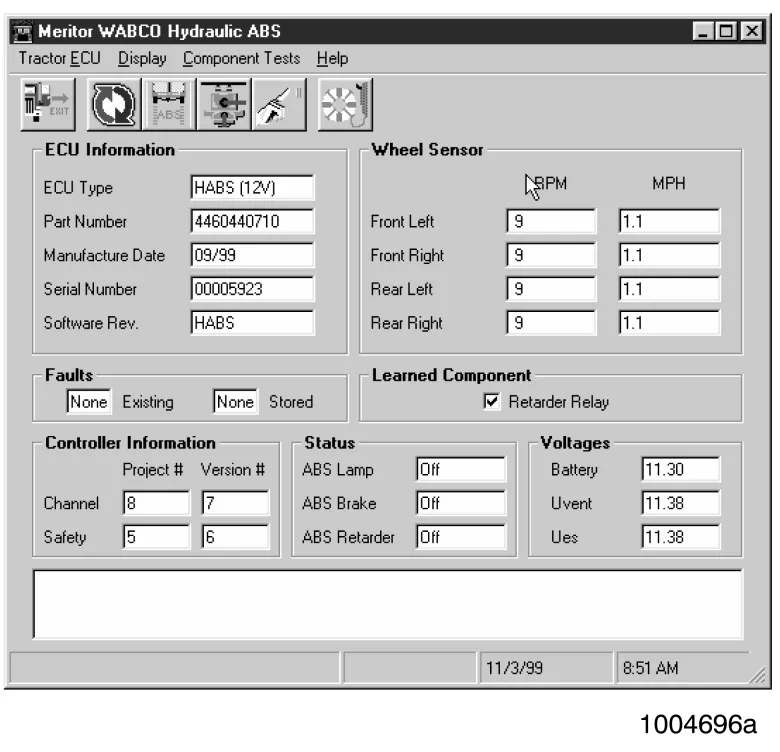 Meritor WABCO Hydraulic ABS
Tractor ECU Display Component Tests Help
EXIT ABS
ECU Information
ECU Type HABS (12V)
Part Number 4460440710
Manufacture Date 09/99
Serial Number 00005923
Software Rev. HABS
Wheel Sensor
RPM MPH
Front Left 9 1.1
Front Right 9 1.1
Rear Left 9 1.1
Rear Right 9 1.1
Faults
None Existing None Stored
Learned Component
Retarder Relay
Controller Information
Project # Version #
Channel 8 7
Safety 5 6
Status
ABS Lamp Off
ABS Brake Off
ABS Retarder Off
Voltages
Battery 11.30
Uvent 11.38
Ues 11.38
11/3/99 8:51 AM
1004696a